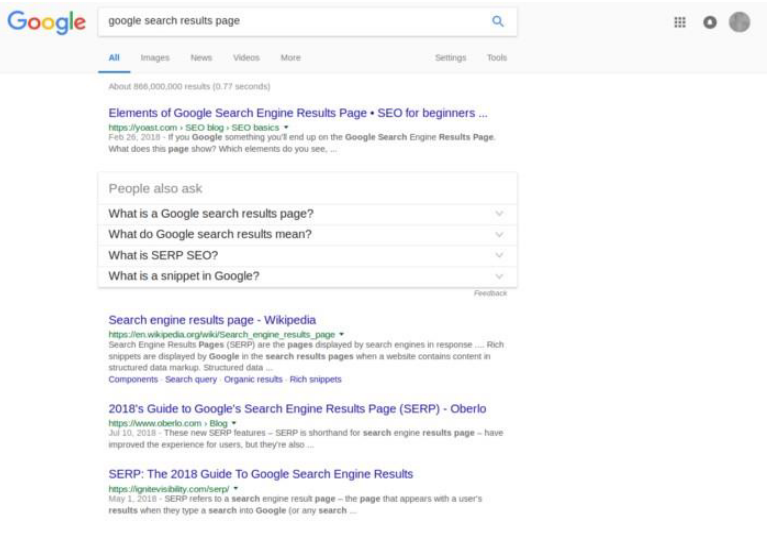 Google
google search results page
All Images News Videos More Settings Tools
About 866,000,000 results (0.77 seconds)
Elements of Google Search Engine Results Page • SEO for beginners ...
https://yoast.com › SEO blog › SEO basics
Feb 26, 2018 - If you Google something you'll end up on the Google Search Engine Results Page.
What does this page show? Which elements do you see, ...
People also ask
What is a Google search results page?
What do Google search results mean?
What is SERP SEO?
What is a snippet in Google?
Feedback
Search engine results page - Wikipedia
https://en.wikipedia.org/wiki/Search_engine_results_page
Search Engine Results Pages (SERP) are the pages displayed by search engines in response .... Rich
snippets are displayed by Google in the search results pages when a website contains content in
structured data markup. Structured data ...
Components · Search query · Organic results · Rich snippets
2018's Guide to Google's Search Engine Results Page (SERP) - Oberlo
https://www.oberlo.com › Blog
Jul 10, 2018 - These new SERP features – SERP is shorthand for search engine results page – have
improved the experience for users, but they're also ...
SERP: The 2018 Guide To Google Search Engine Results
https://ignitevisibility.com/serp/
May 1, 2018 - SERP refers to a search engine result page – the page that appears with a user's
results when they type a search into Google (or any search ...